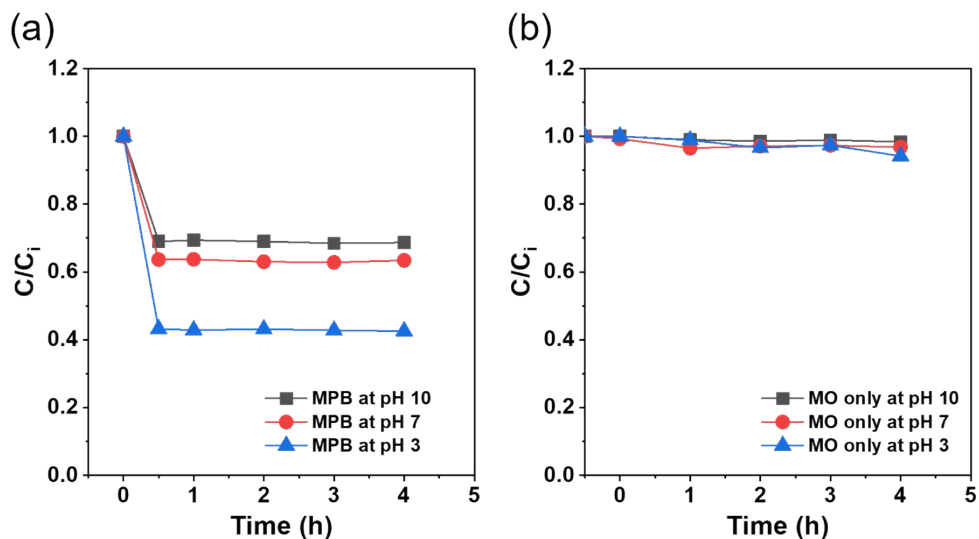 (a)
1.2
1.0
0.8
0.6
0.4
0.2
0.0
C/Ci
MPB at pH 10
MPB at pH 7
MPB at pH 3
0 1 2 3 4 5
Time (h)
(b)
1.2
1.0
0.8
0.6
0.4
0.2
0.0
C/Ci
MO only at pH 10
MO only at pH 7
MO only at pH 3
0 1 2 3 4 5
Time (h)